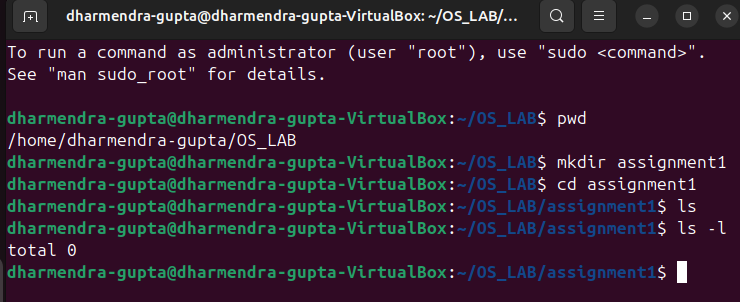 dharmendra-gupta@dharmendra-gupta-VirtualBox: ~/OS_LAB/...
To run a command as administrator (user "root"), use "sudo <command>".
See "man sudo_root" for details.
dharmendra-gupta@dharmendra-gupta-VirtualBox:~/OS_LAB$ pwd
/home/dharmendra-gupta/OS_LAB
dharmendra-gupta@dharmendra-gupta-VirtualBox:~/OS_LAB$ mkdir assignment1
dharmendra-gupta@dharmendra-gupta-VirtualBox:~/OS_LAB$ cd assignment1
dharmendra-gupta@dharmendra-gupta-VirtualBox:~/OS_LAB/assignment1$ ls
dharmendra-gupta@dharmendra-gupta-VirtualBox:~/OS_LAB/assignment1$ ls -l
total 0
dharmendra-gupta@dharmendra-gupta-VirtualBox:~/OS_LAB/assignment1$